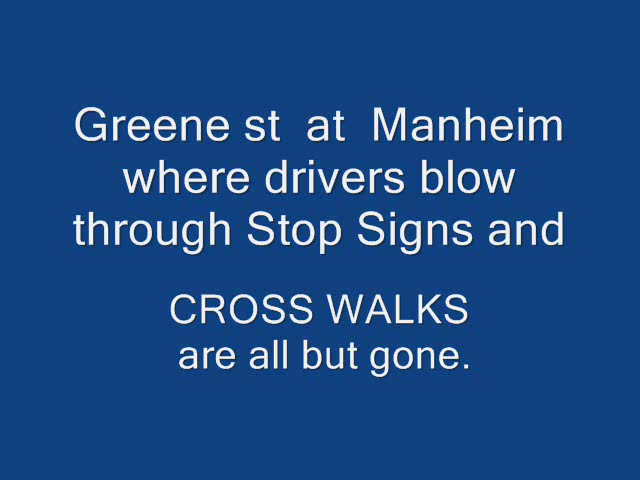 Greene st at Manheim
where drivers blow
through Stop Signs and
CROSS WALKS
are all but gone.